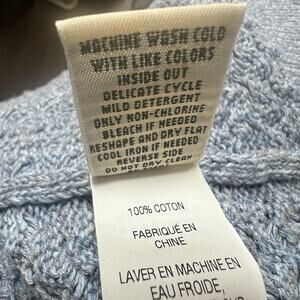 MACHINE WASH COLD
WITH LIKE COLORS
INSIDE OUT
DELICATE CYCLE
MILD DETERGENT
ONLY NON-CHLORINE
BLEACH IF NEEDED
RESHAPE AND DRY FLAT
COOL IRON IF NEEDED
REVERSE SIDE
DO NOT DRY CLEAN
100% COTON
FABRIQUÉ EN
CHINE
LAVER EN MACHINE EN
EAU FROIDE,